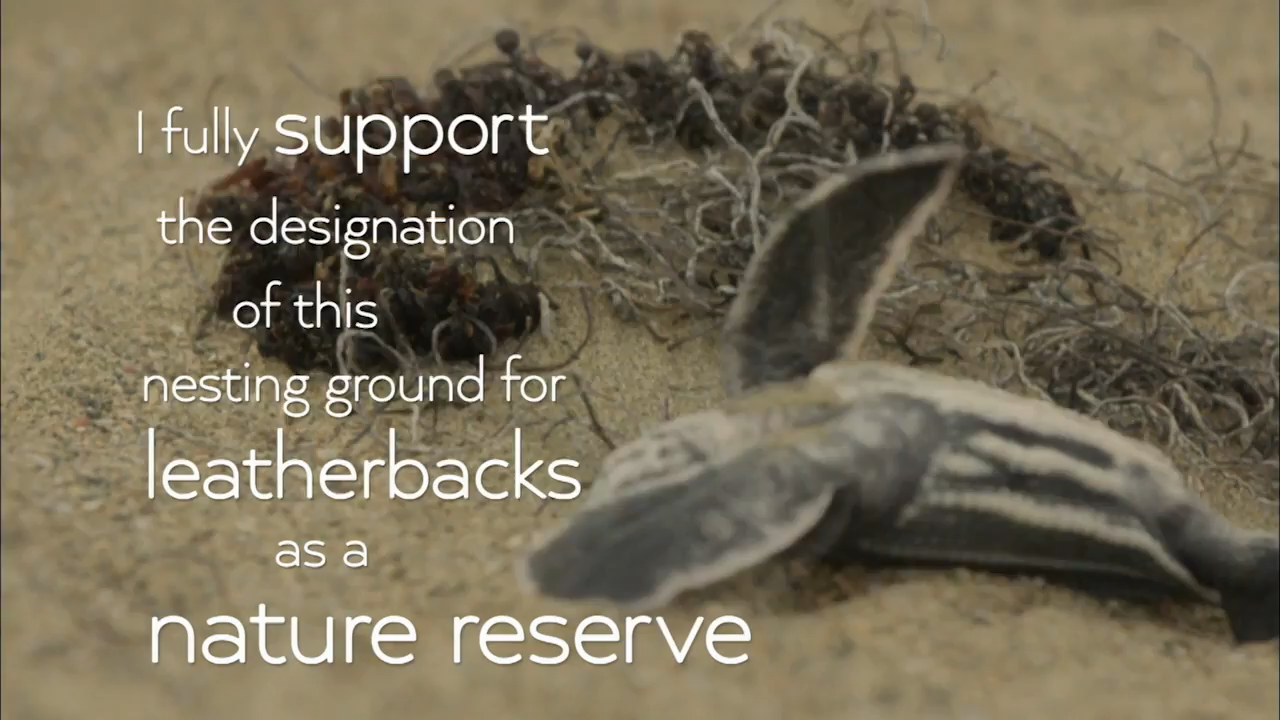 I fully support
the designation
of this
nesting ground for
leatherbacks
as a
nature reserve